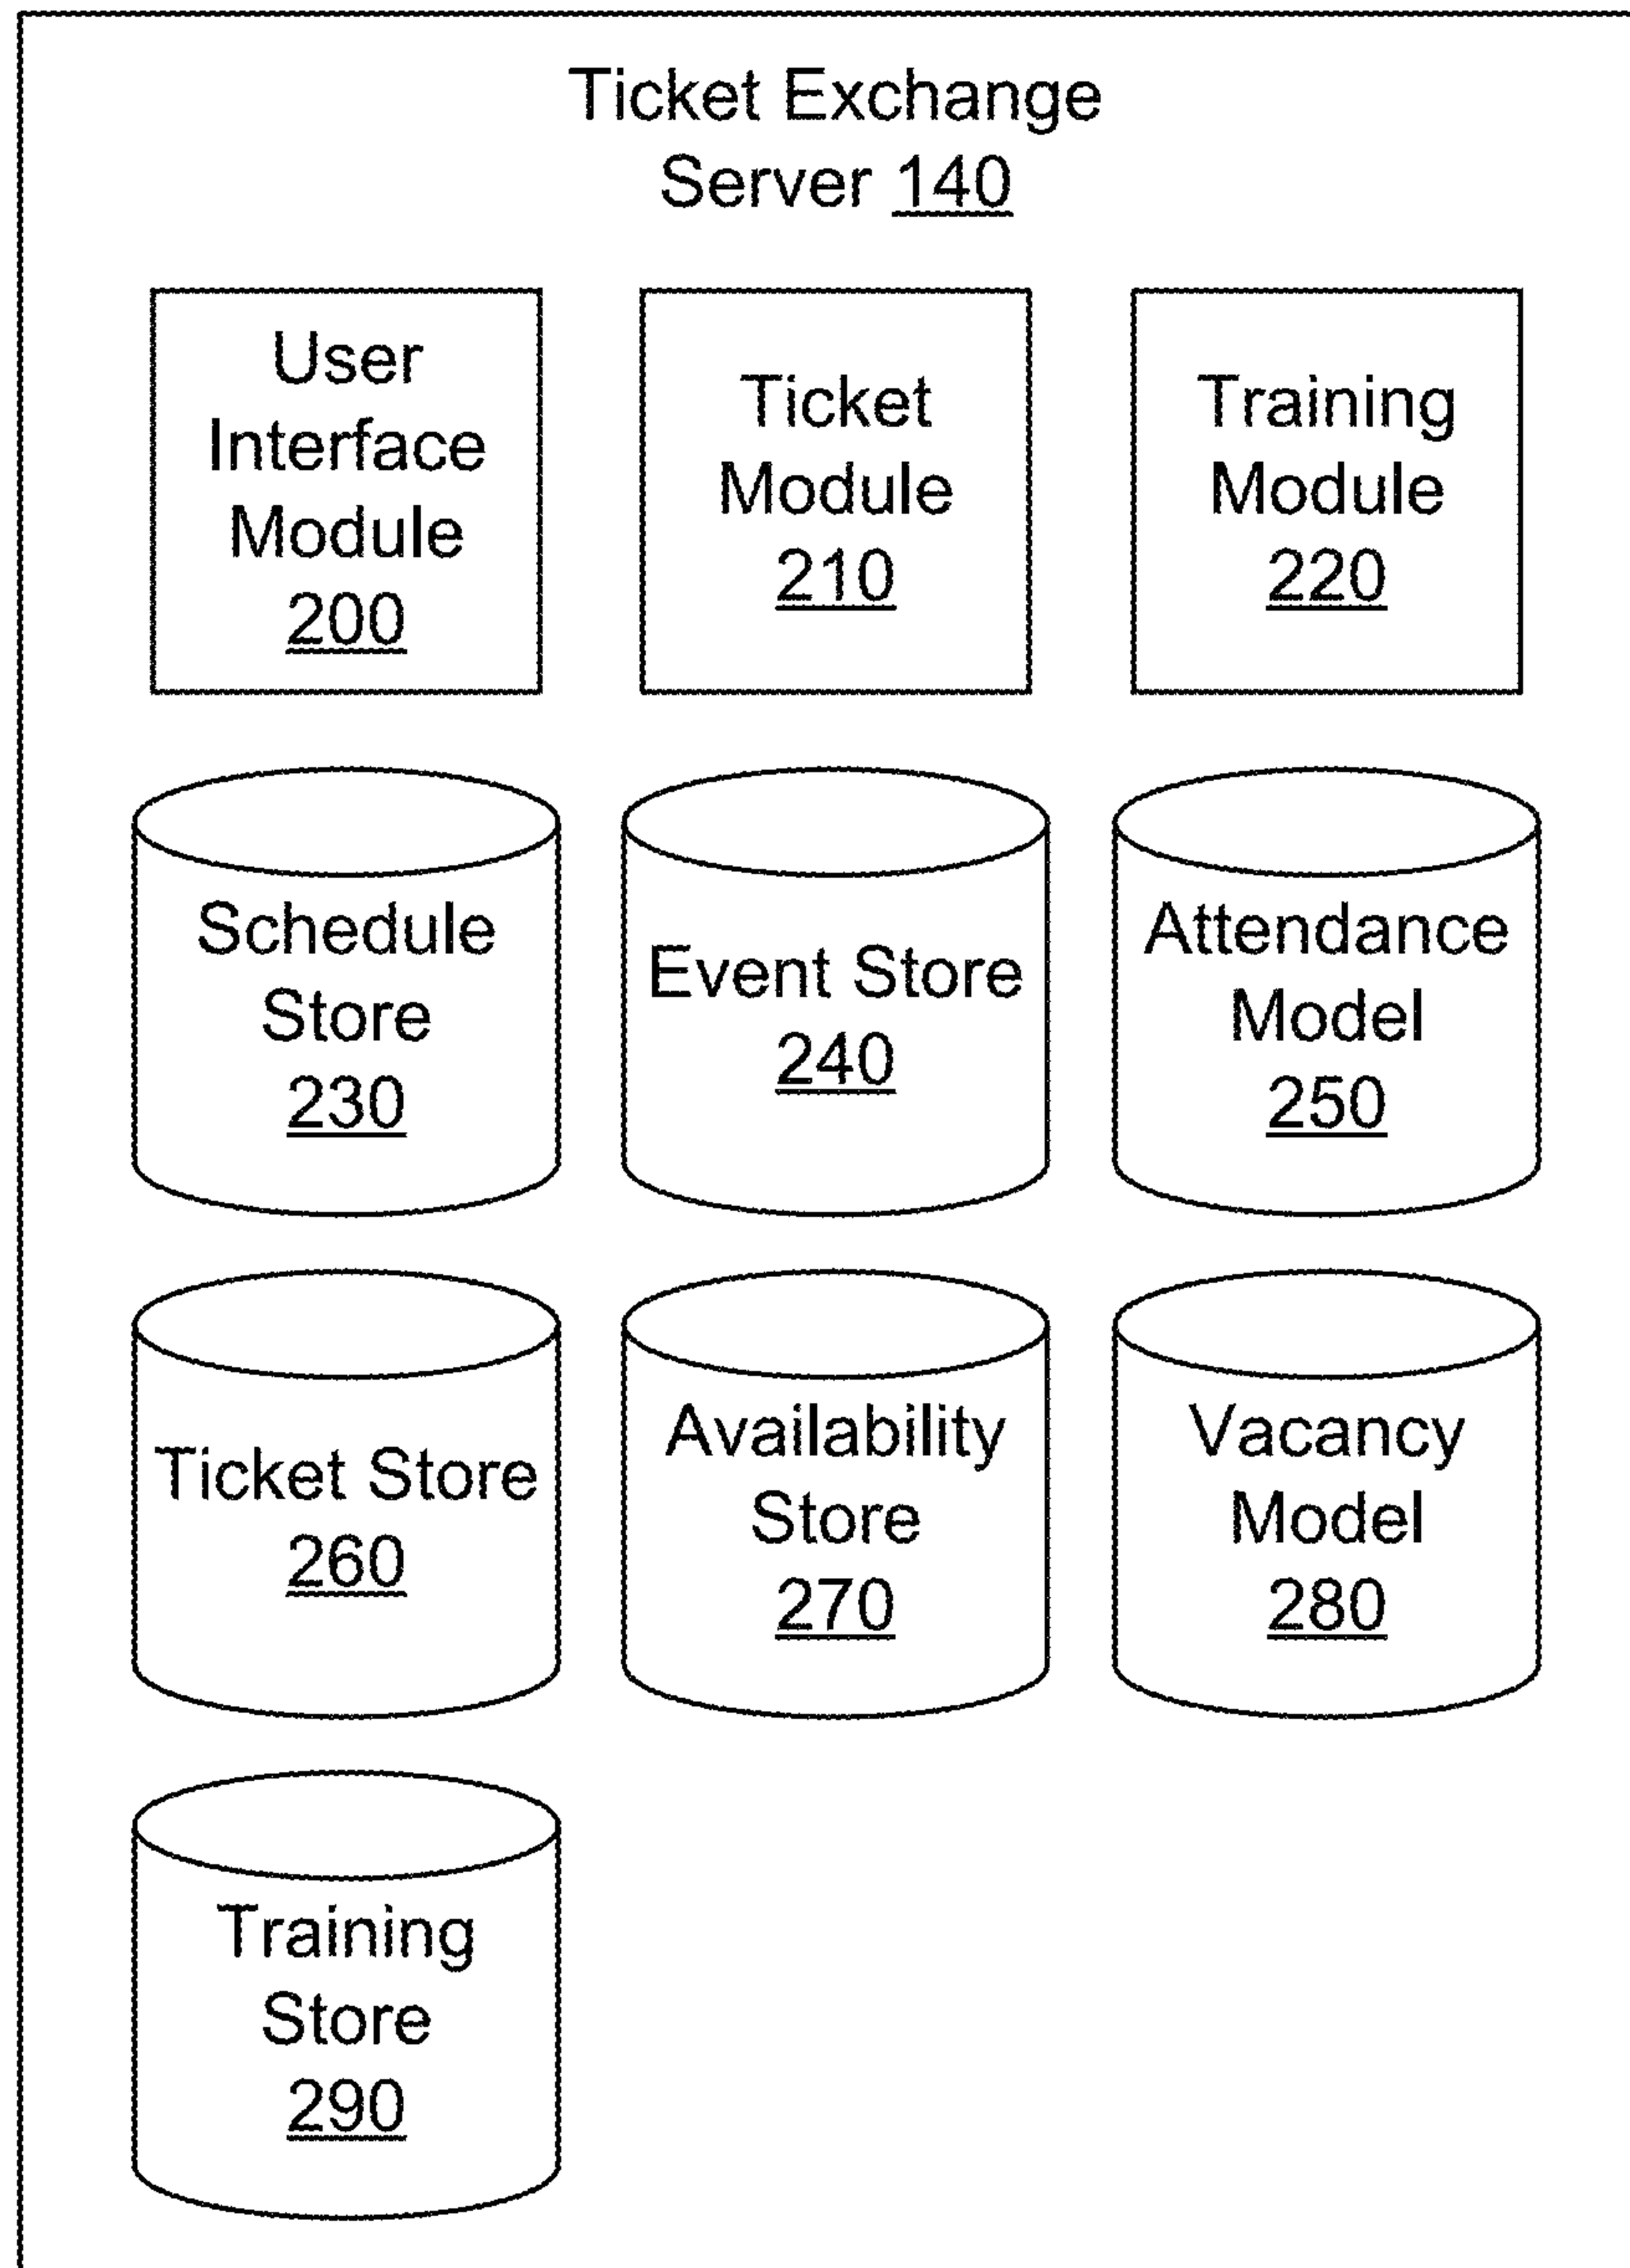 Ticket Exchange
Server 140
User
Interface
Module
200
Ticket
Module
210
Training
Module
220
Schedule
Store
230
Event Store
240
Attendance
Model
250
Ticket Store
260
Availability
Store
270
Vacancy
Model
280
Training
Store
290